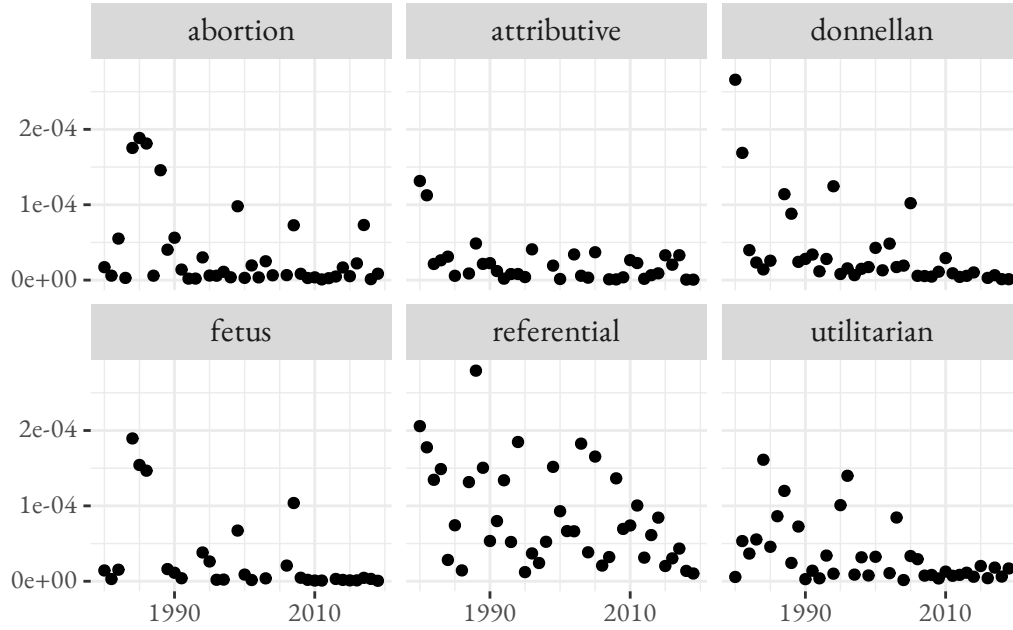 abortion attributive donnellan
2e-04
1e-04
0e+00
fetus referential utilitarian
2e-04
1e-04
0e+00
1990 2010 1990 2010 1990 2010